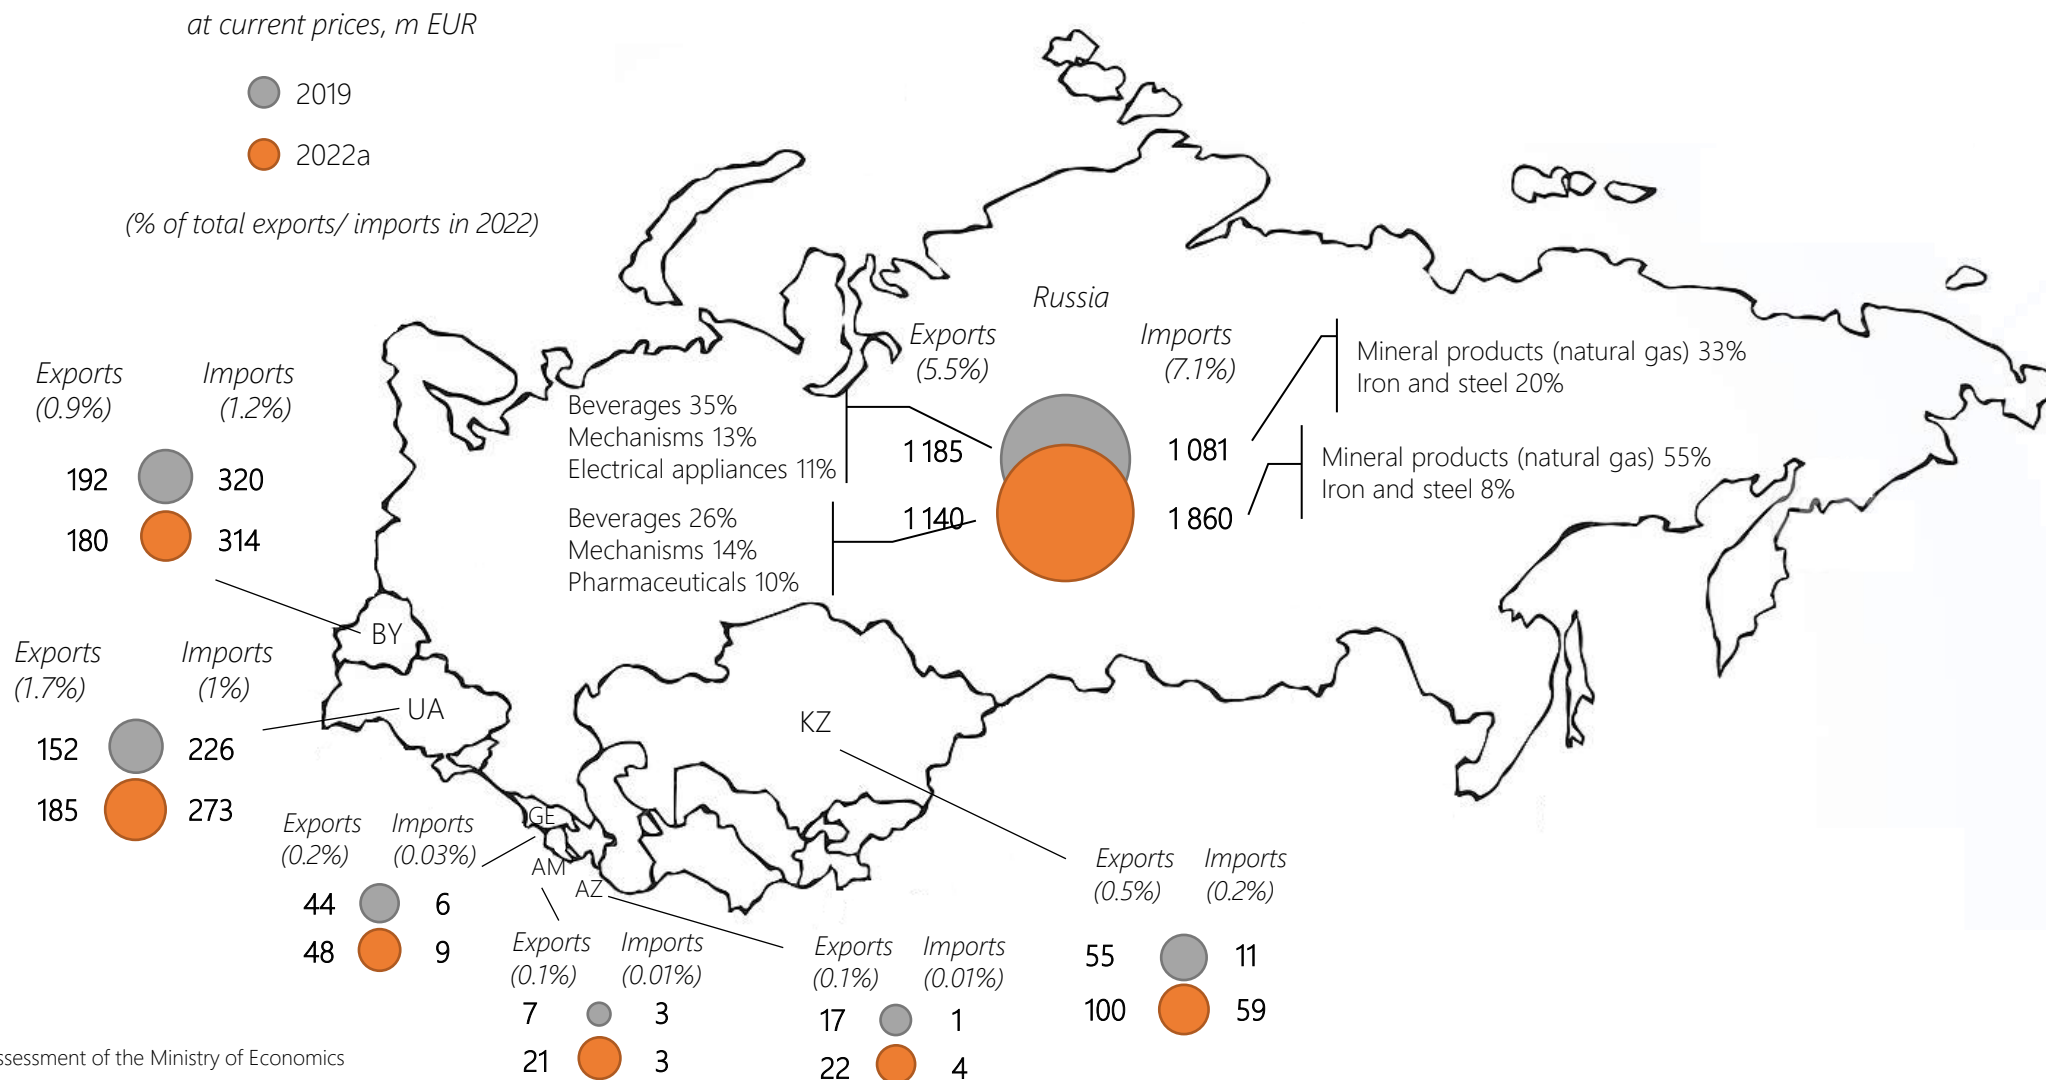 at current prices, m EUR
2019
2022a
(% of total exports/ imports in 2022)
Russia
Exports Imports
(5.5%) (7.1%)
Beverages 35%
Mechanisms 13%
Electrical appliances 11%
1 185 1 081
Mineral products (natural gas) 33%
Iron and steel 20%
Beverages 26%
Mechanisms 14%
Pharmaceuticals 10%
1 140 1 860
Mineral products (natural gas) 55%
Iron and steel 8%
Exports Imports
(0.9%) (1.2%)
192 320
180 314
BY
Exports Imports
(1.7%) (1%)
152 226
185 273
UA
KZ
GE
AM
AZ
Exports Imports
(0.2%) (0.03%)
44 6
48 9
Exports Imports
(0.1%) (0.01%)
7 3
21 3
Exports Imports
(0.1%) (0.01%)
17 1
22 4
Exports Imports
(0.5%) (0.2%)
55 11
100 59
ssessment of the Ministry of Economics